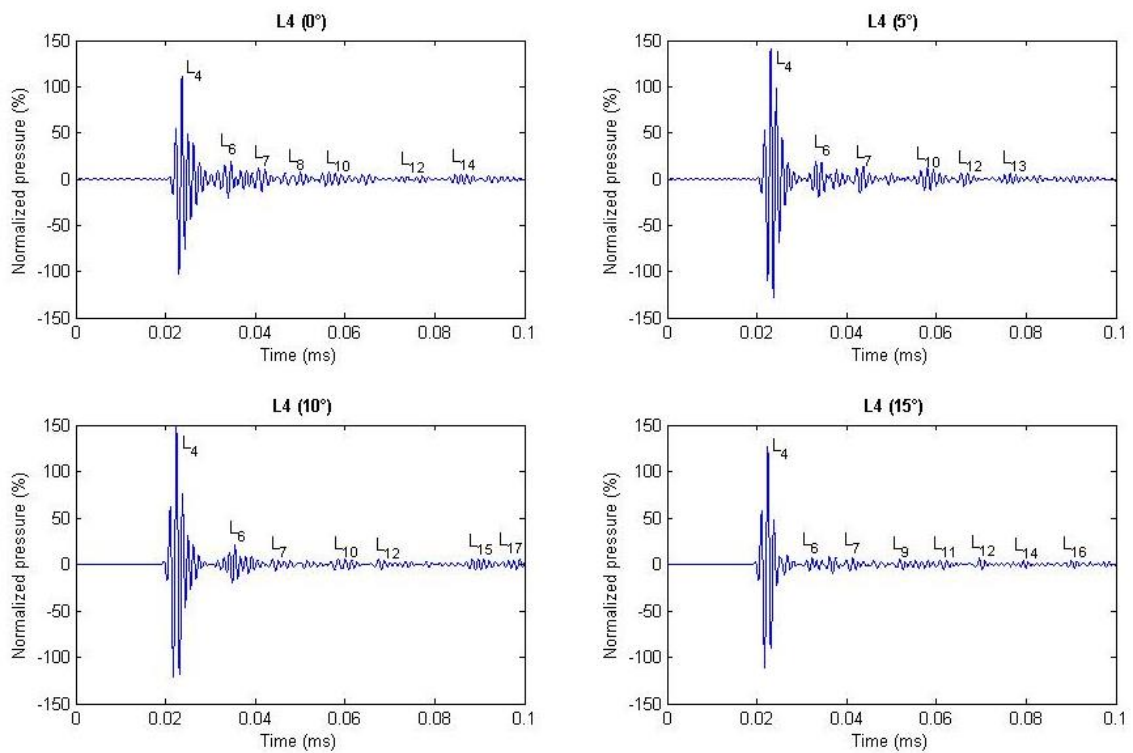 L4 (0°)
150
100
50
0
-50
-100
-150
Normalized pressure (%)
L4
L6
L7
L8
L10
L12
L14
0
0.02
0.04
0.06
0.08
0.1
Time (ms)
L4 (5°)
150
100
50
0
-50
-100
-150
Normalized pressure (%)
L4
L6
L7
L10
L12
L13
0
0.02
0.04
0.06
0.08
0.1
Time (ms)
L4 (10°)
150
100
50
0
-50
-100
-150
Normalized pressure (%)
L4
L6
L7
L10
L12
L15
L17
0
0.02
0.04
0.06
0.08
0.1
Time (ms)
L4 (15°)
150
100
50
0
-50
-100
-150
Normalized pressure (%)
L4
L6
L7
L9
L11
L12
L14
L16
0
0.02
0.04
0.06
0.08
0.1
Time (ms)